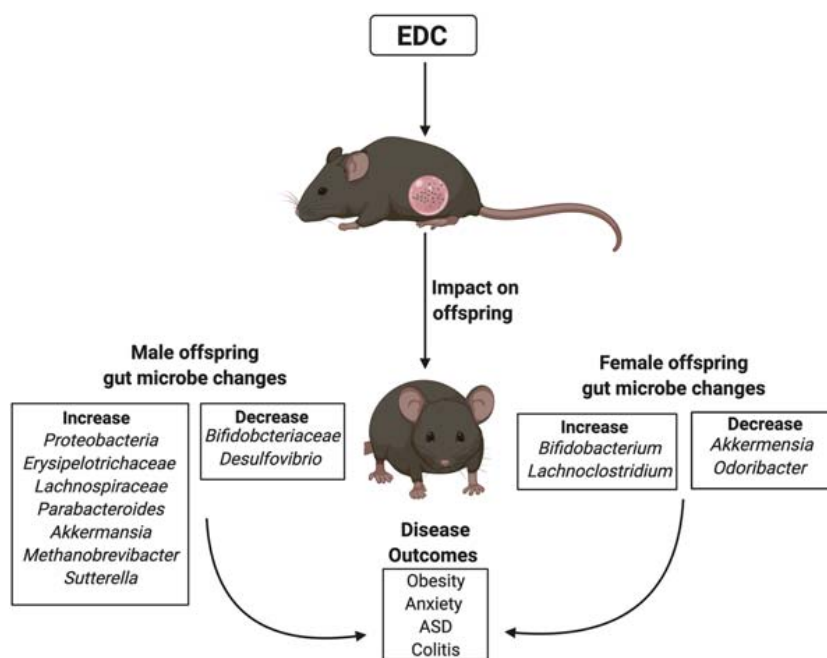 EDC
Impact on
offspring
Male offspring
gut microbe changes
Increase
Proteobacteria
Erysipelotrichaceae
Lachnospiraceae
Parabacteroides
Akkermansia
Methanobrevibacter
Sutterella
Decrease
Bifidobcteriaceae
Desulfovibrio
Female offspring
gut microbe changes
Increase
Bifidobacterium
Lachnoclostridium
Decrease
Akkermensia
Odoribacter
Disease
Outcomes
Obesity
Anxiety
ASD
Colitis